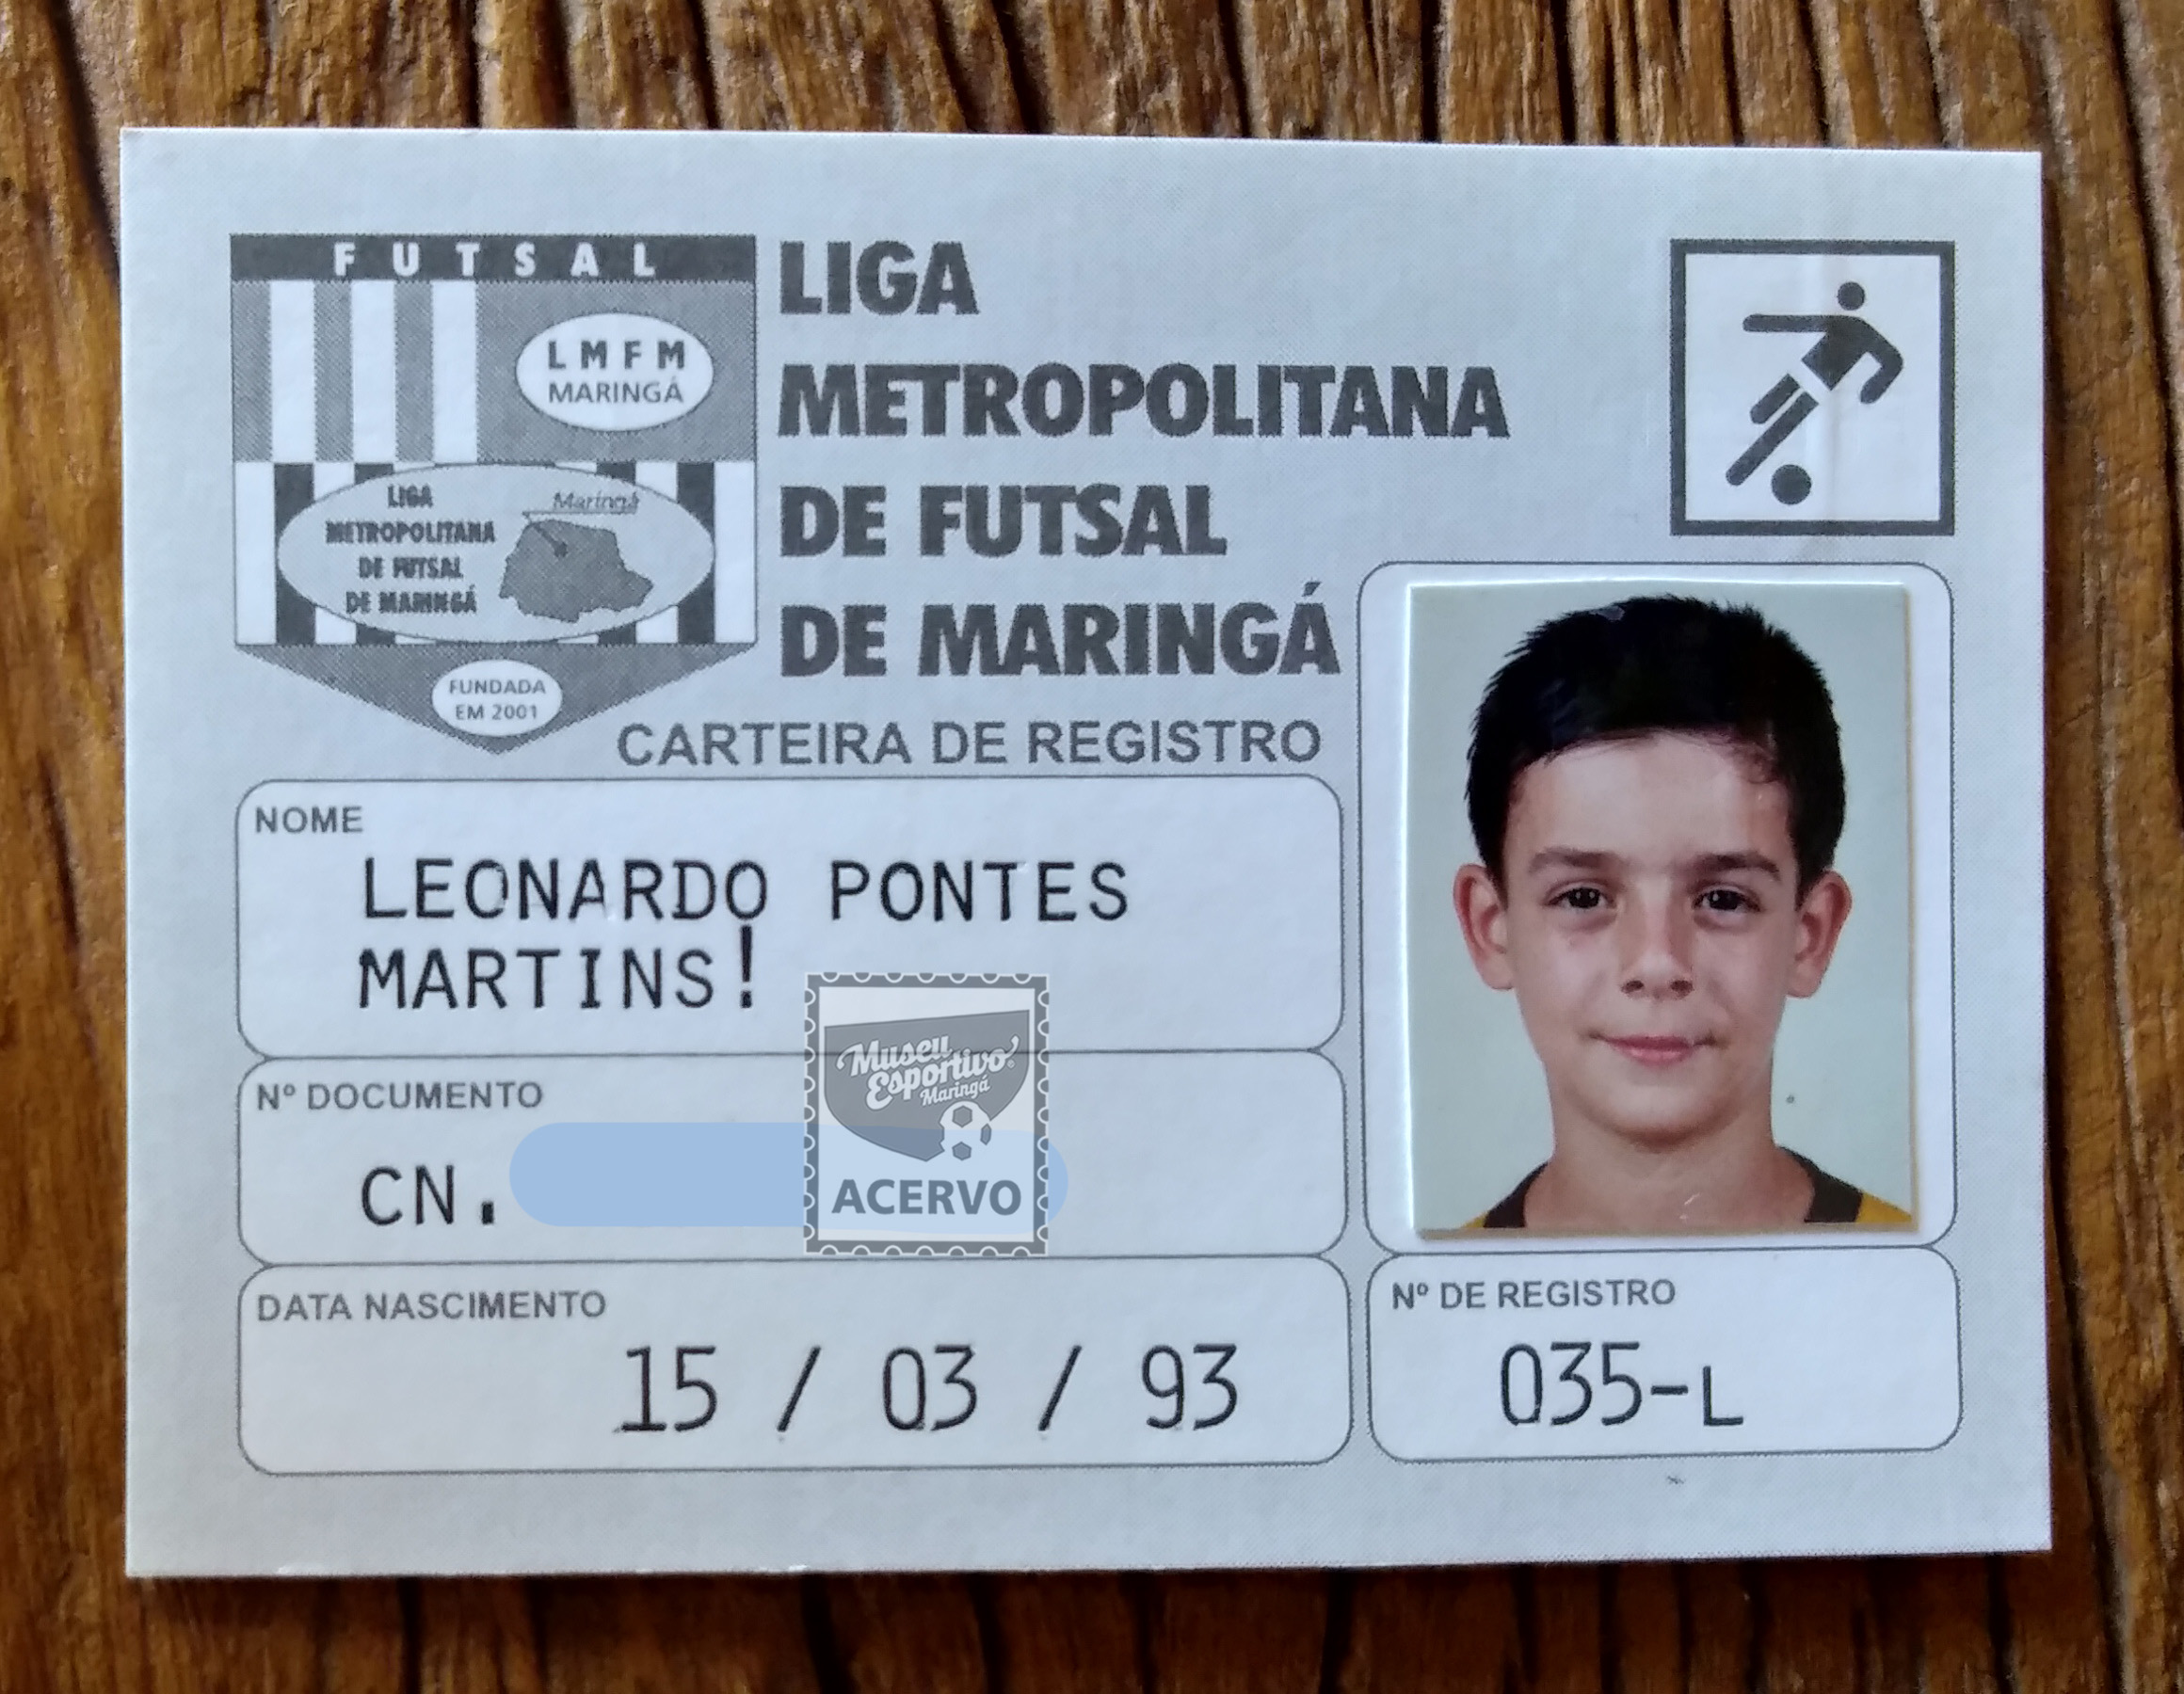 FUTSAL
LMFM
MARINGÁ
LIGA
METROPOLITANA
DE FUTSAL
DE MARINGÁ
Maringá
FUNDADA
EM 2001
LIGA
METROPOLITANA
DE FUTSAL
DE MARINGÁ
CARTEIRA DE REGISTRO
NOME
LEONARDO PONTES
MARTINS!
Nº DOCUMENTO
CN.
Museu
Esportivo
Maringá
ACERVO
DATA NASCIMENTO
15 / 03 / 93
Nº DE REGISTRO
035-L